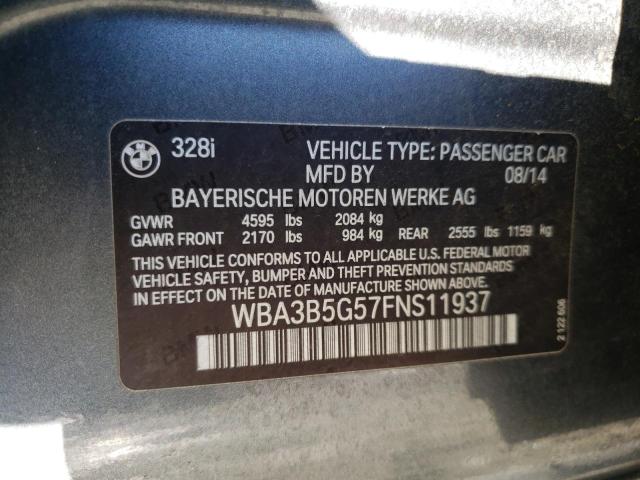 328i VEHICLE TYPE: PASSENGER CAR
MFD BY 08/14
BAYERISCHE MOTOREN WERKE AG
GVWR 4595 lbs 2084 kg
GAWR FRONT 2170 lbs 984 kg REAR 2555 lbs 1159 kg
THIS VEHICLE CONFORMS TO ALL APPLICABLE U.S. FEDERAL MOTOR
VEHICLE SAFETY, BUMPER AND THEFT PREVENTION STANDARDS
IN EFFECT ON THE DATE OF MANUFACTURE SHOWN ABOVE.
WBA3B5G57FNS11937
2 122 606